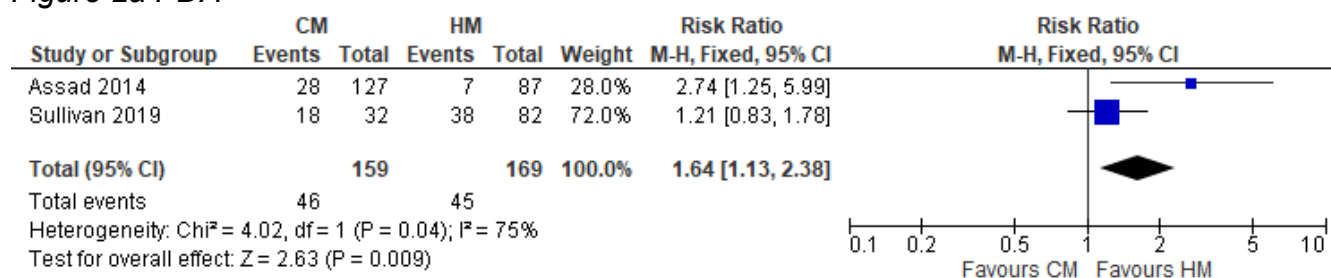 CM HM Risk Ratio Risk Ratio
Study or Subgroup Events Total Events Total Weight M-H, Fixed, 95% CI M-H, Fixed, 95% CI
Assad 2014 28 127 7 87 28.0% 2.74 [1.25, 5.99]
Sullivan 2019 18 32 38 82 72.0% 1.21 [0.83, 1.78]
Total (95% CI) 159 169 100.0% 1.64 [1.13, 2.38]
Total events 46 45
Heterogeneity: Chi² = 4.02, df = 1 (P = 0.04); I² = 75%
Test for overall effect: Z = 2.63 (P = 0.009)
0.1 0.2 0.5 1 2 5 10
Favours CM Favours HM